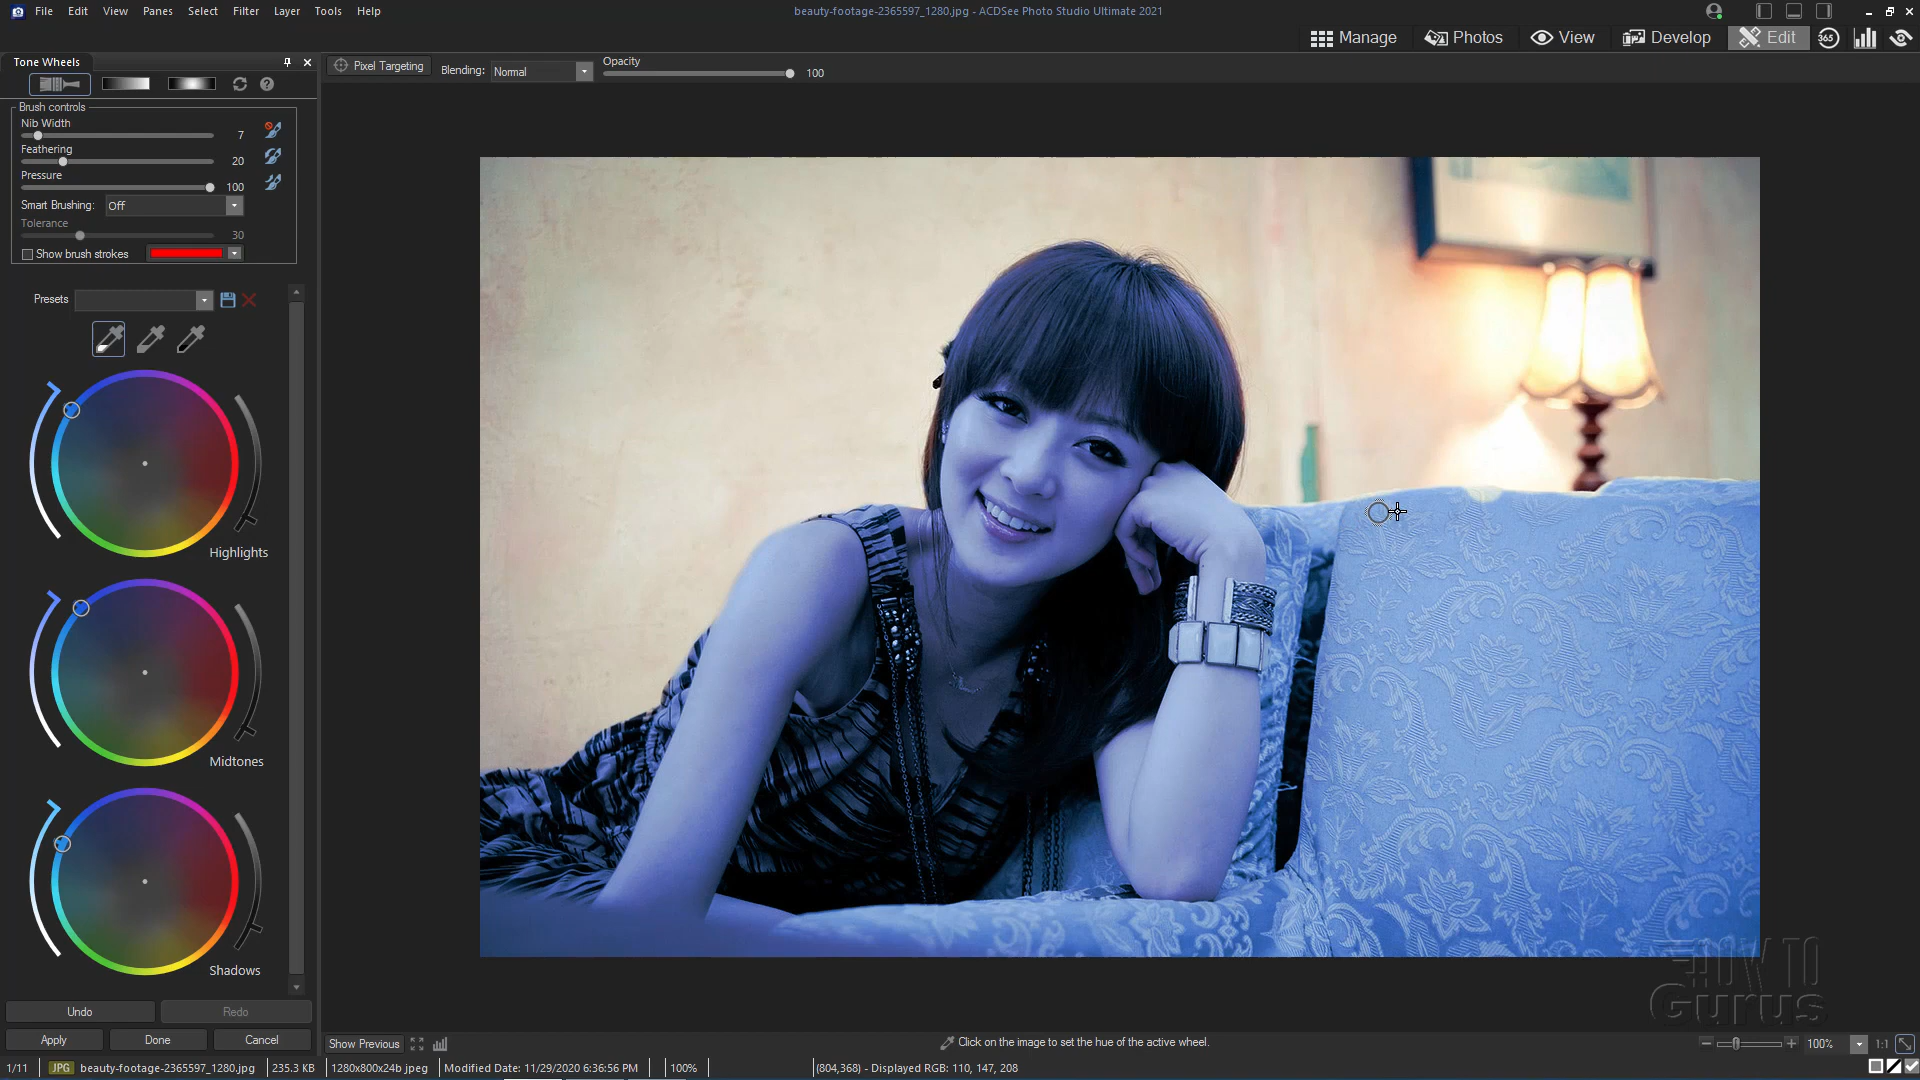 File Edit View Panes Select Filter Layer Tools Help
beauty-footage-2365597_1280.jpg - ACDSee Photo Studio Ultimate 2021
Manage Photos View Develop Edit 365
Tone Wheels
Pixel Targeting Blending: Normal Opacity 100
Brush controls
Nib Width 7
Feathering 20
Pressure 100
Smart Brushing: Off
Tolerance 30
Show brush strokes
Presets
Highlights
Midtones
Shadows
Undo Redo
Apply Done Cancel
Show Previous
Click on the image to set the hue of the active wheel.
100% 1:1
1/11 JPG beauty-footage-2365597_1280.jpg 235.3 KB 1280x800x24b jpeg Modified Date: 11/29/2020 6:36:56 PM 100% (804,368) - Displayed RGB: 110, 147, 208
HOW TO
Gurus